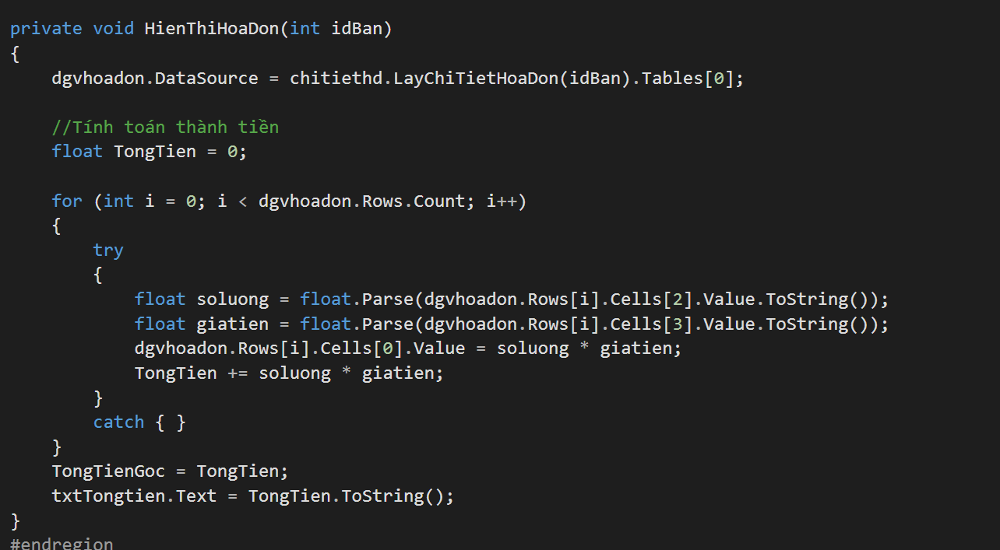 private void HienThiHoaDon(int idBan)
{
    dgvhoadon.DataSource = chitiethd.LayChiTietHoaDon(idBan).Tables[0];
    //Tính toán thành tiền
    float TongTien = 0;
    for (int i = 0; i < dgvhoadon.Rows.Count; i++)
    {
        try
        {
            float soluong = float.Parse(dgvhoadon.Rows[i].Cells[2].Value.ToString());
            float giatien = float.Parse(dgvhoadon.Rows[i].Cells[3].Value.ToString());
            dgvhoadon.Rows[i].Cells[0].Value = soluong * giatien;
            TongTien += soluong * giatien;
        }
        catch { }
    }
    TongTienGoc = TongTien;
    txtTongtien.Text = TongTien.ToString();
}
#endregion